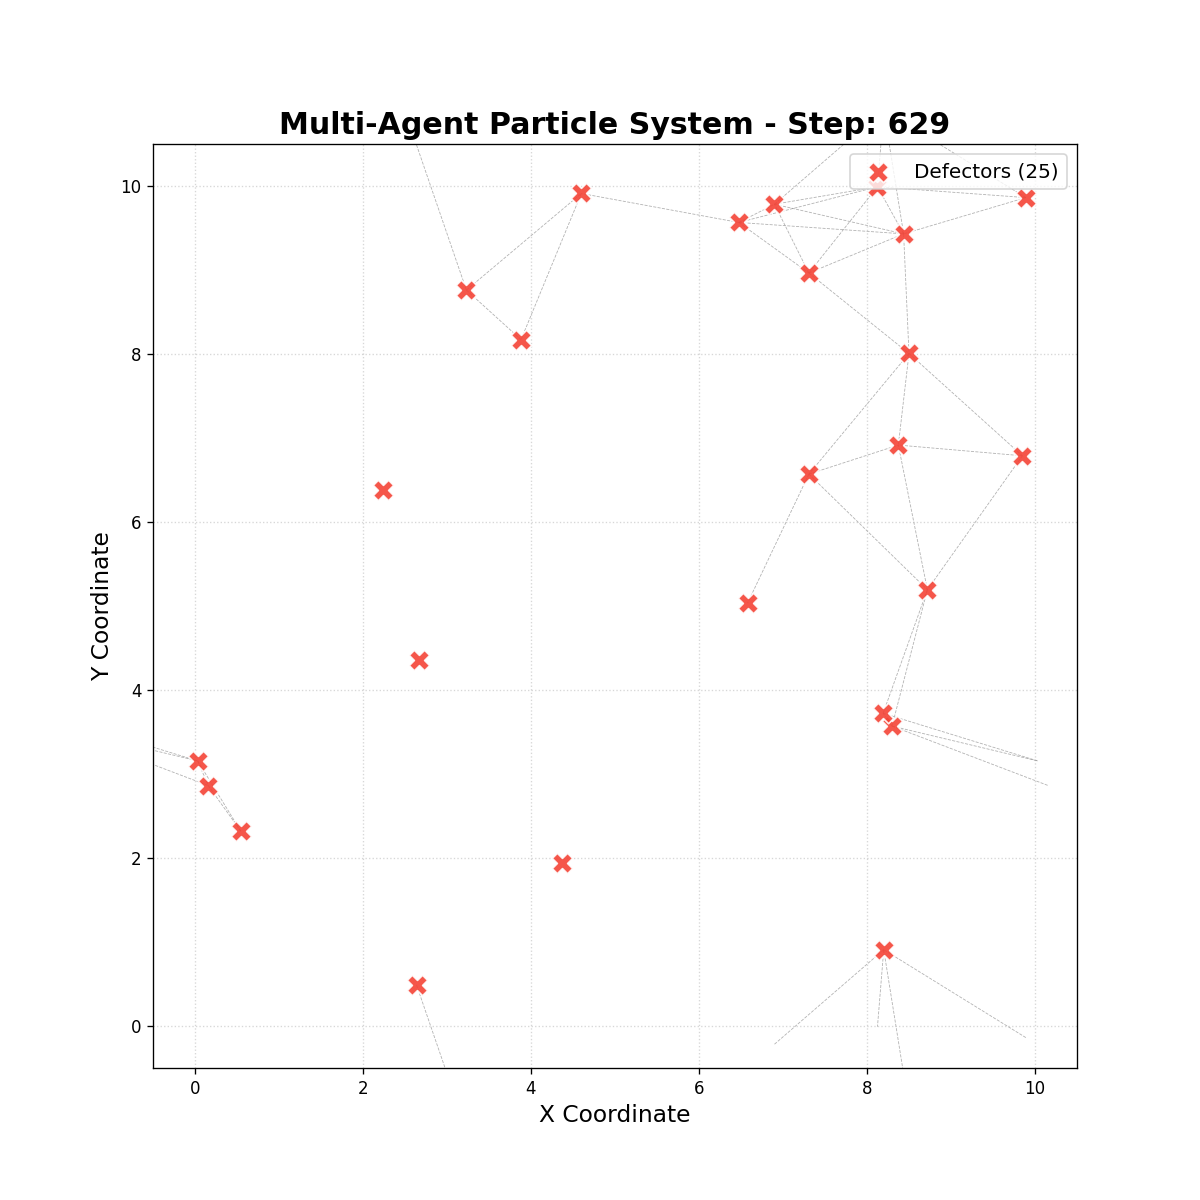 Multi-Agent Particle System - Step: 629
Defectors (25)
10
8
6
4
2
0
Y Coordinate
0 2 4 6 8 10
X Coordinate